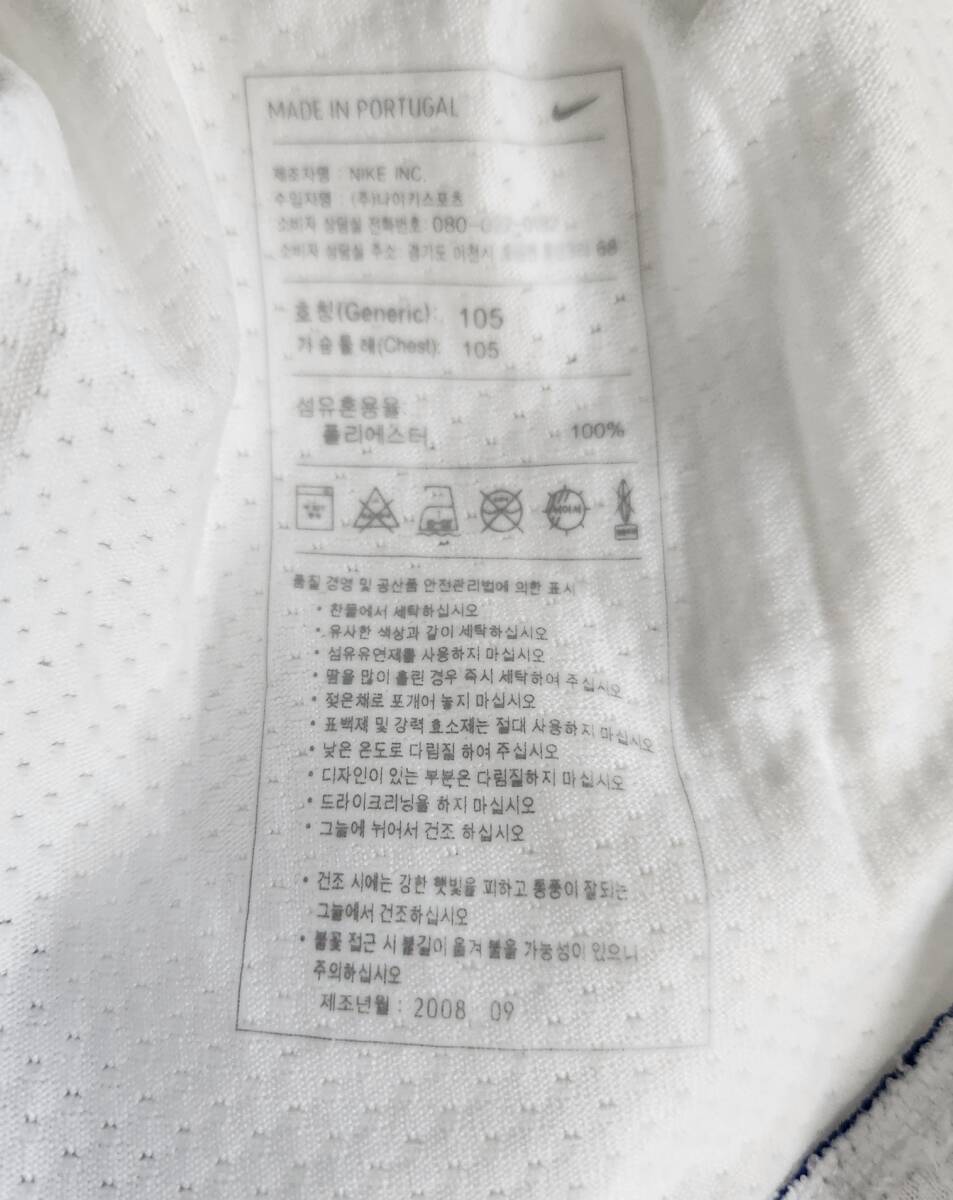 MADE IN PORTUGAL
제조자명 : NIKE INC.
수입자명 : (주)나이키스포츠
소비자 상담실 전화번호: 080-
소비자 상담실 주소: 경기도 이천시 68
호칭(Generic): 105
가슴둘레(Chest): 105
섬유혼용율
폴리에스터 100%
품질 경영 및 공산품 안전관리법에 의한 표시
• 찬물에서 세탁하십시오
• 유사한 색상과 같이 세탁하십시오
• 섬유유연제를 사용하지 마십시오
• 땀을 많이 흘린 경우 즉시 세탁하여 주십시오
• 젖은채로 포개어 놓지 마십시오
• 표백제 및 강력 효소제는 절대 사용하지 마십시오
• 낮은 온도로 다림질 하여 주십시오
• 디자인이 있는 부분은 다림질하지 마십시오
• 드라이크리닝을 하지 마십시오
• 그늘에 뉘어서 건조 하십시오
• 건조 시에는 강한 햇빛을 피하고 통풍이 잘되는
그늘에서 건조하십시오
• 불꽃 접근 시 불길이 옮겨 붙을 가능성이 있으니
주의하십시오
제조년월 : 2008 09